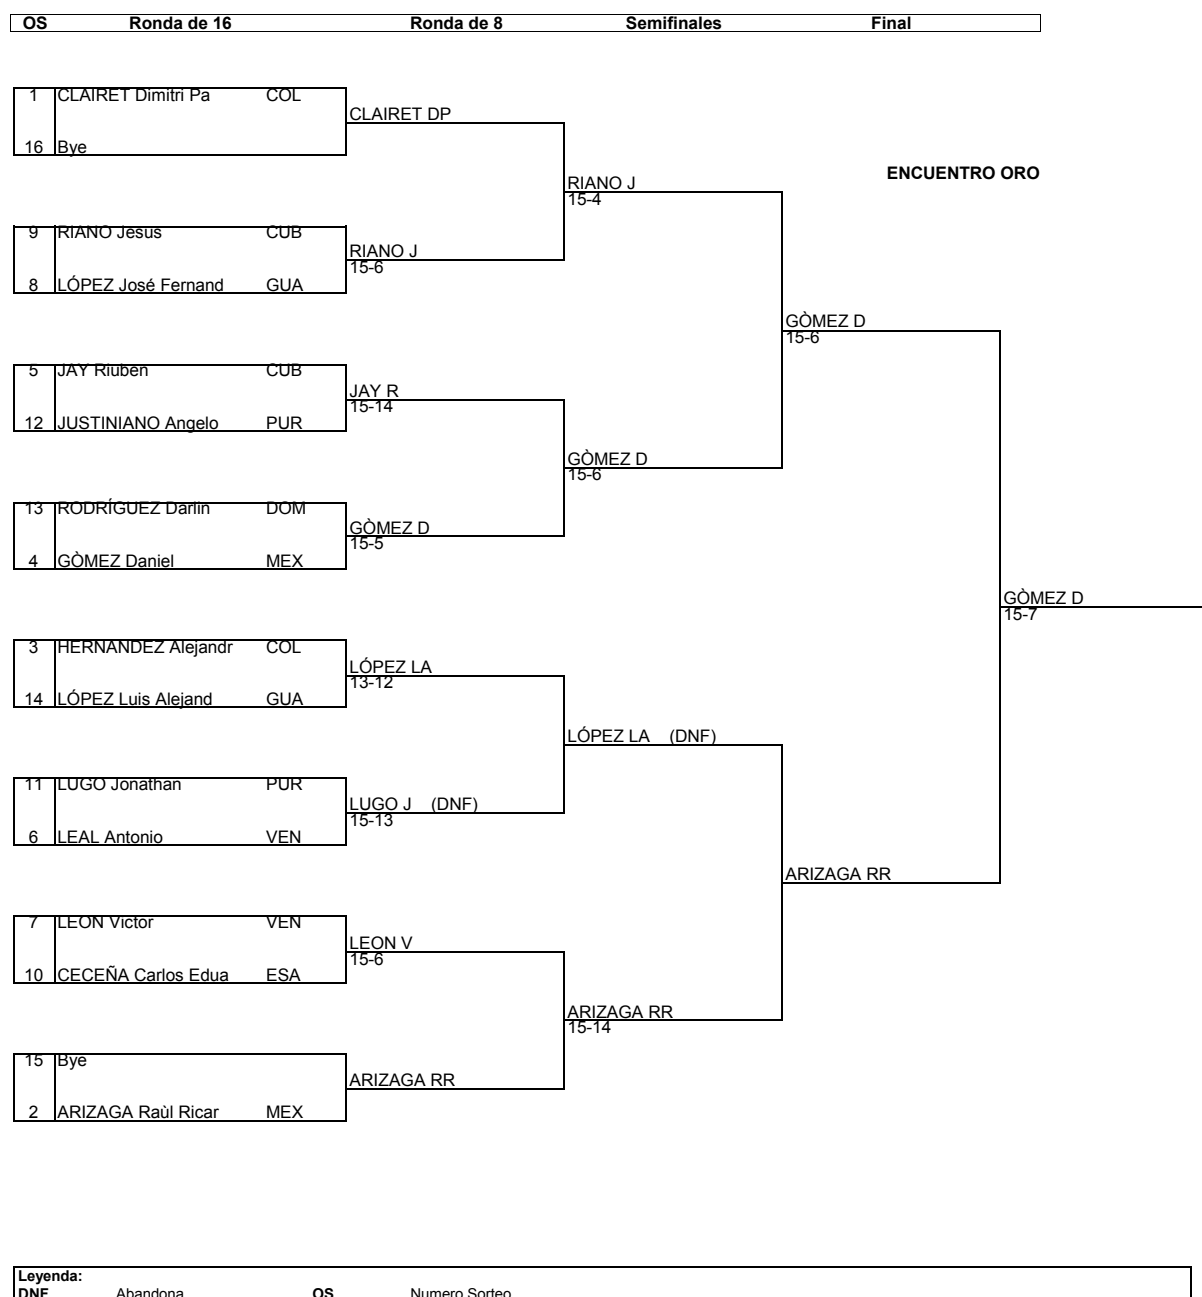 OS Ronda de 16 Ronda de 8 Semifinales Final
1 CLAIRET Dimitri Pa COL
CLAIRET DP
16 Bye
ENCUENTRO ORO
RIANO J
15-4
9 RIANO Jesus CUB
RIANO J
15-6
8 LÓPEZ José Fernand GUA
GÒMEZ D
15-6
5 JAY Riuben CUB
JAY R
15-14
12 JUSTINIANO Angelo PUR
GÒMEZ D
15-6
13 RODRÍGUEZ Darlin DOM
GÒMEZ D
15-5
4 GÒMEZ Daniel MEX
GÒMEZ D
15-7
3 HERNANDEZ Alejandr COL
LÓPEZ LA
13-12
14 LÓPEZ Luis Alejand GUA
LÓPEZ LA (DNF)
11 LUGO Jonathan PUR
LUGO J (DNF)
15-13
6 LEAL Antonio VEN
ARIZAGA RR
7 LEON Victor VEN
LEON V
15-6
10 CECEÑA Carlos Edua ESA
ARIZAGA RR
15-14
15 Bye
ARIZAGA RR
2 ARIZAGA Raùl Ricar MEX
Leyenda:
DNF Abandona OS Numero Sorteo